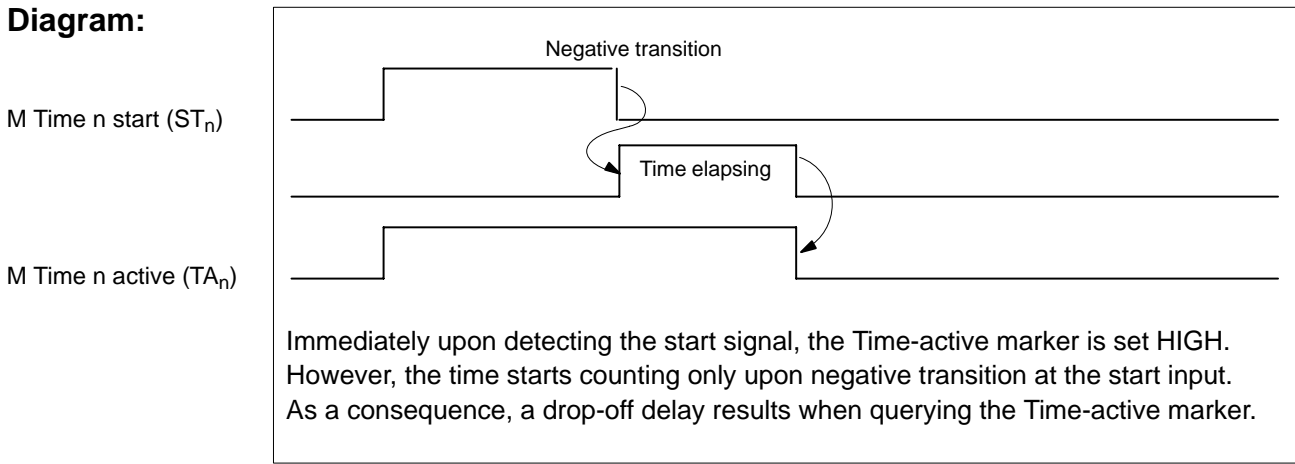 Diagram:
Negative transition
M Time n start (STn)
Time elapsing
M Time n active (TAn)
Immediately upon detecting the start signal, the Time-active marker is set HIGH.
However, the time starts counting only upon negative transition at the start input.
As a consequence, a drop-off delay results when querying the Time-active marker.